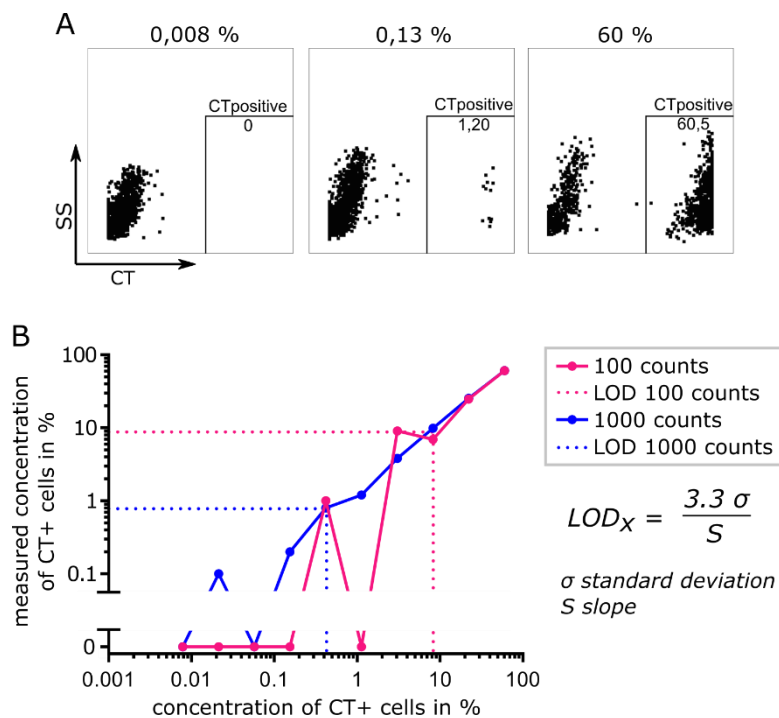 A
0,008 %
0,13 %
60 %
CTpositive
0
CTpositive
1,20
CTpositive
60,5
SS
CT
B
measured concentration
of CT+ cells in %
100
10
1
0.1
0
0.001
0.01
0.1
1
10
100
concentration of CT+ cells in %
100 counts
LOD 100 counts
1000 counts
LOD 1000 counts
LODX = 3.3 σ
S
σ standard deviation
S slope